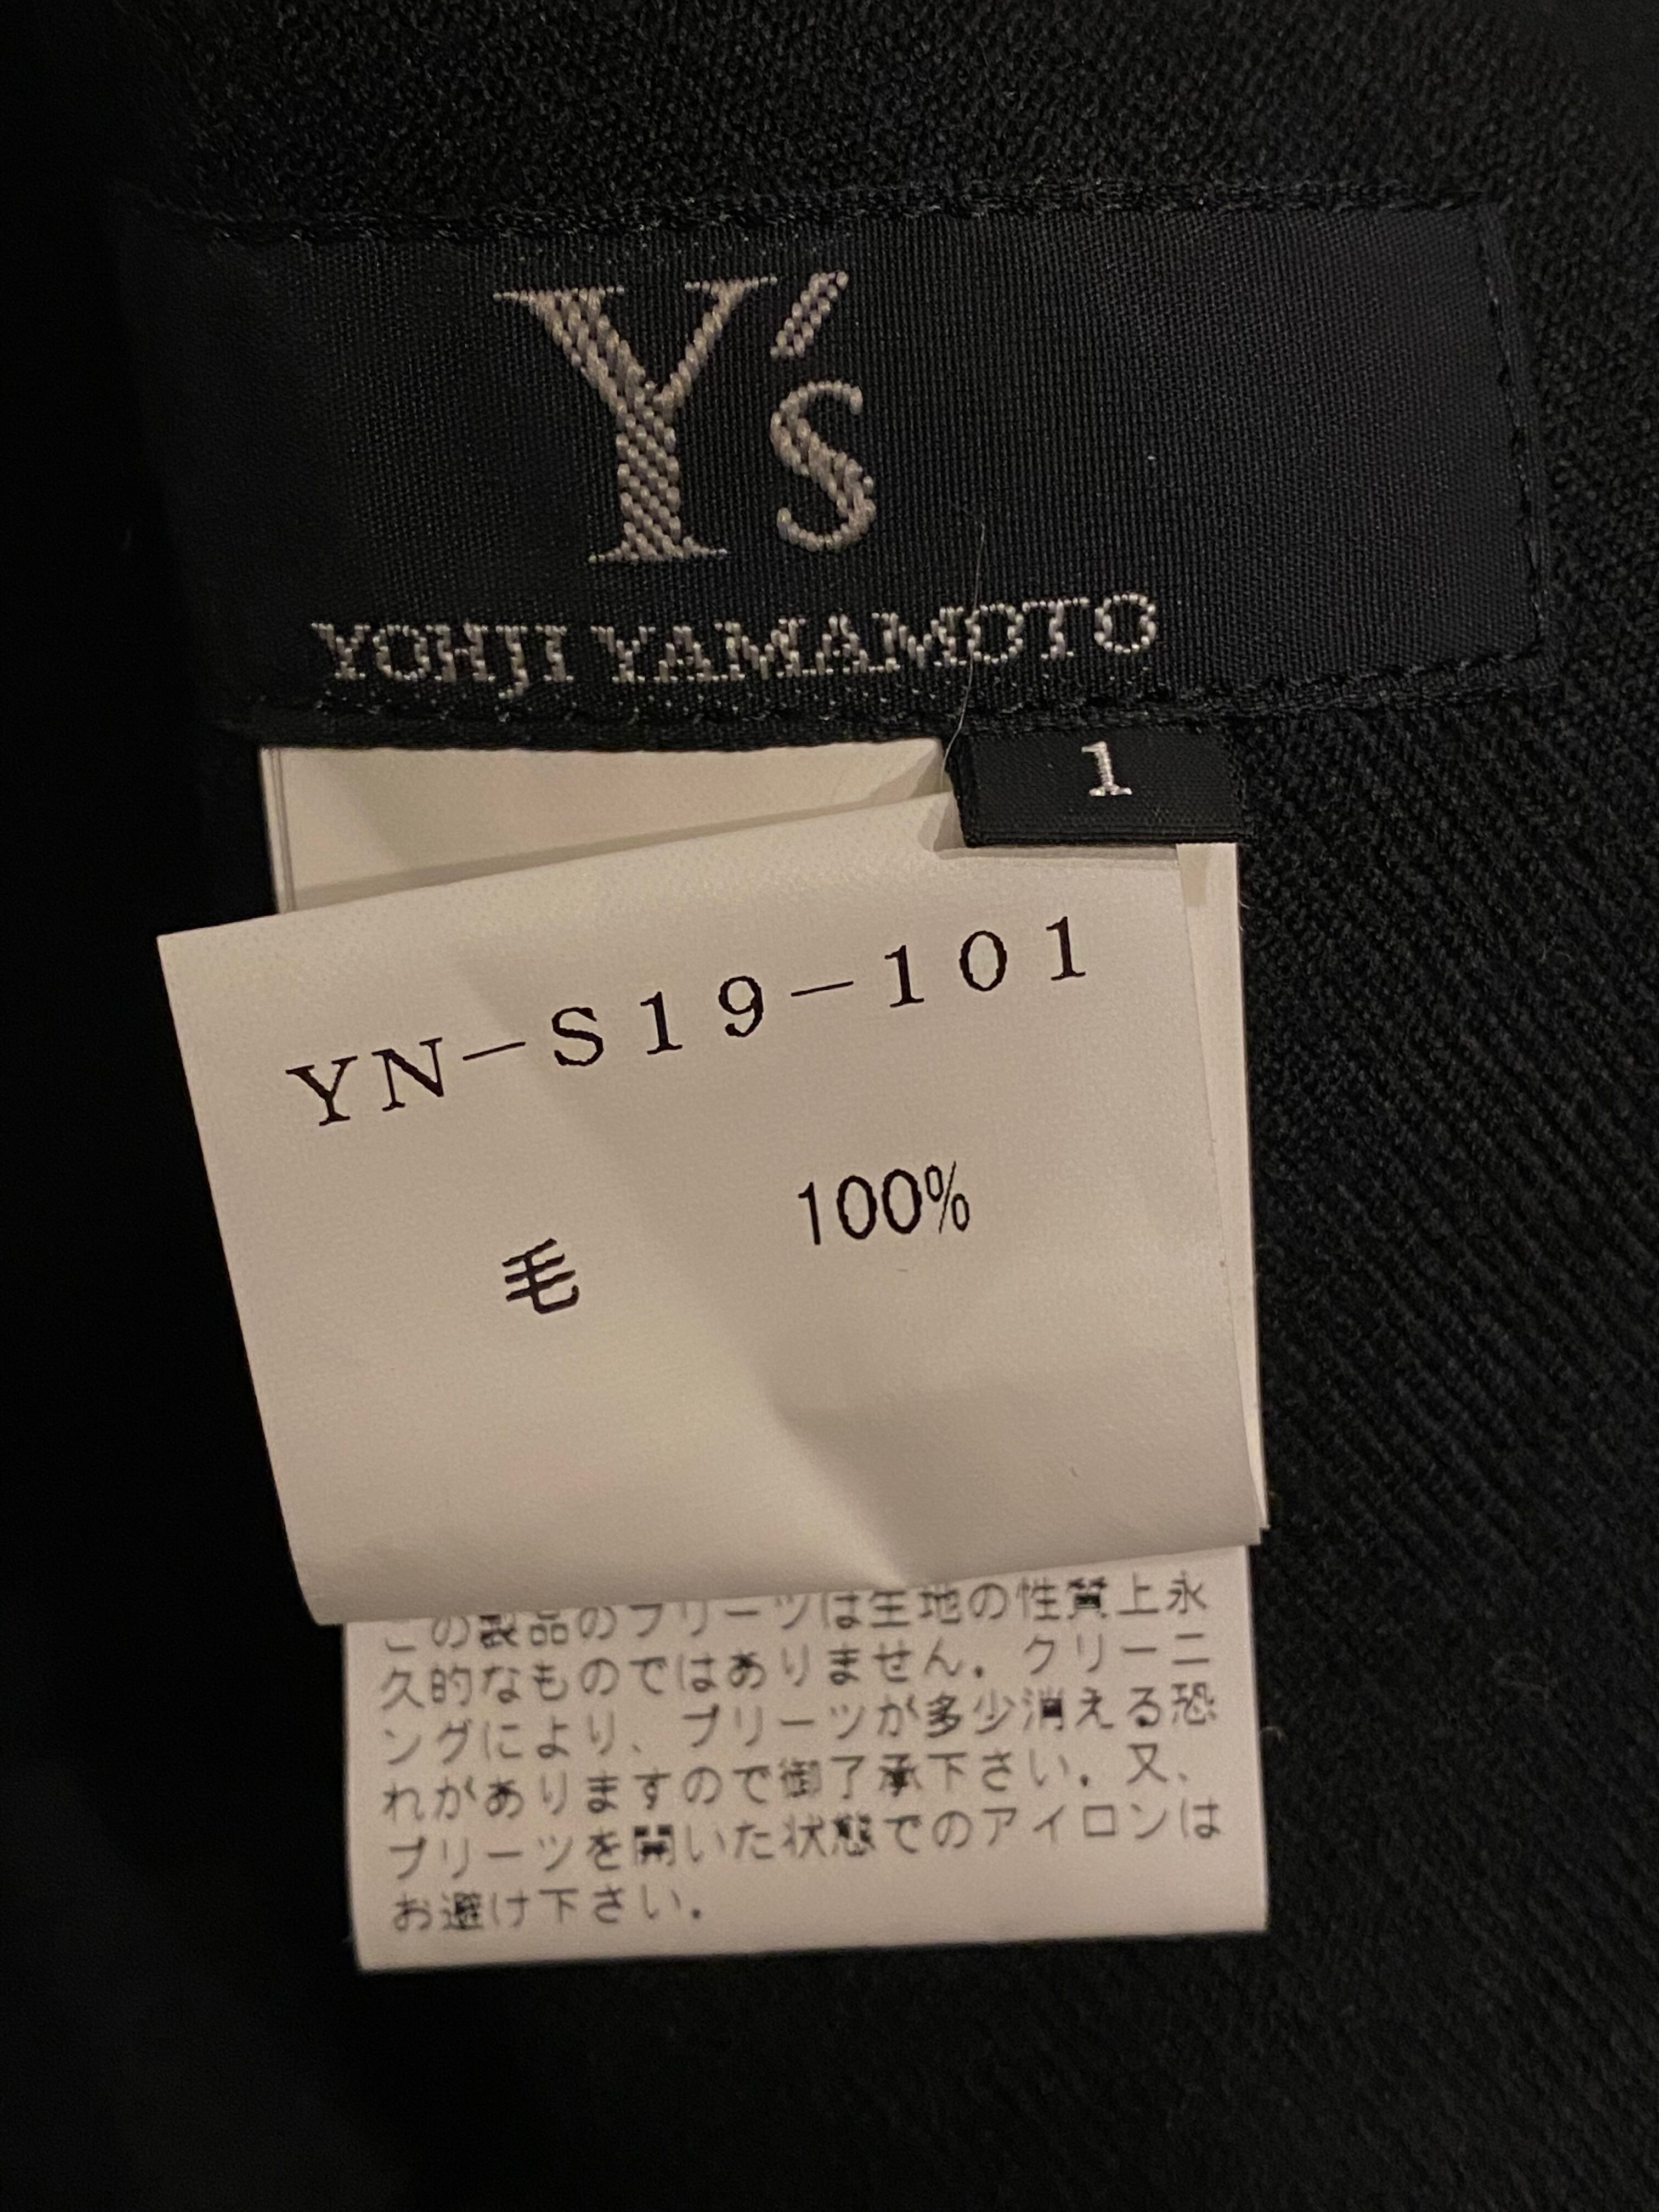 Y's
YOHJI YAMAMOTO
1
YN-S19-101
毛 100%
この製品のプリーツは生地の性質上永
久的なものではありません。クリーニ
ングにより、プリーツが多少消える恐
れがありますので御了承下さい。又、
プリーツを開いた状態でのアイロンは
お避け下さい。